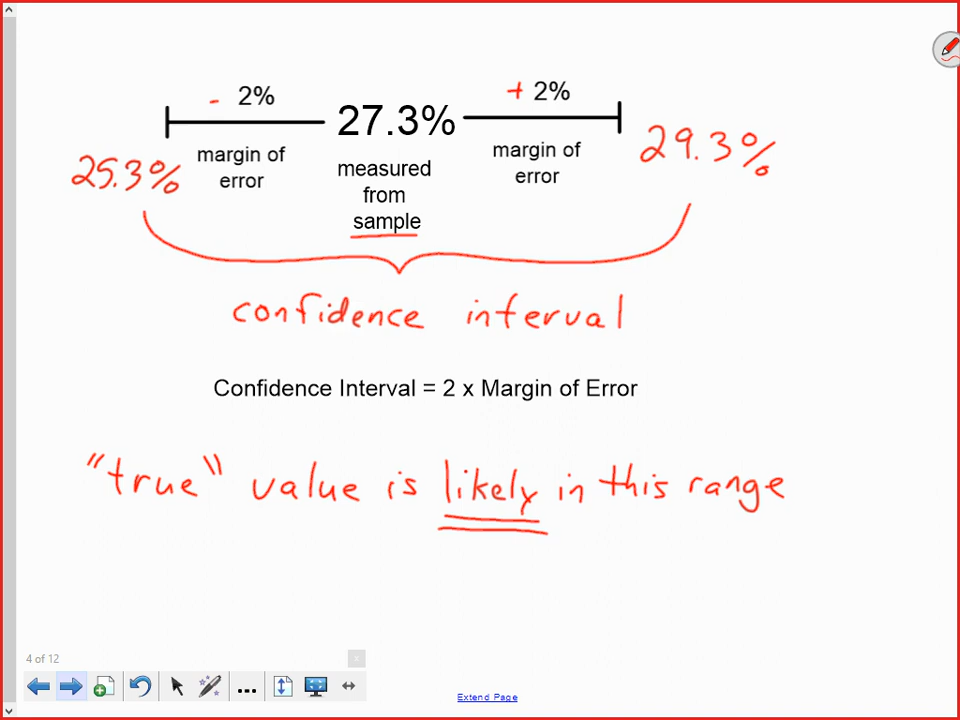 - 2%
27.3%
+ 2%
25.3%
margin of
error
measured
from
sample
margin of
error
29.3%
confidence interval
Confidence Interval = 2 x Margin of Error
"true" value is likely in this range
4 of 12
x
...
Extend Page